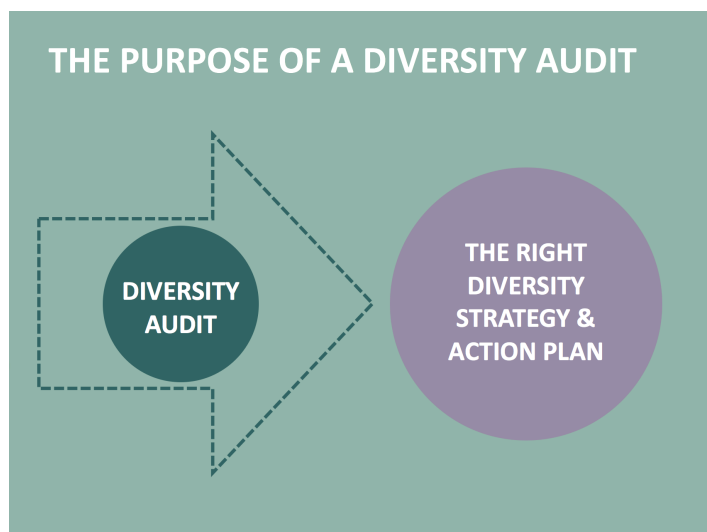 THE PURPOSE OF A DIVERSITY AUDIT
DIVERSITY
AUDIT
THE RIGHT
DIVERSITY
STRATEGY &
ACTION PLAN